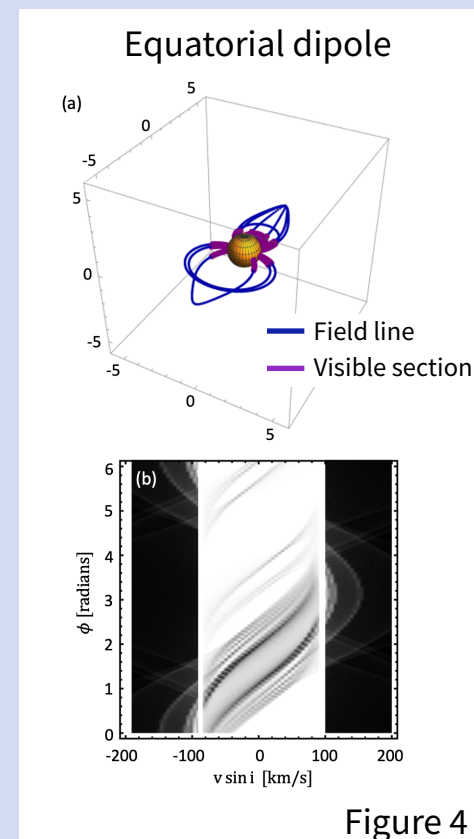 Equatorial dipole
(a)
5
0
-5
5
0
-5
-5
0
5
Field line
Visible section
(b)
6
5
4
3
2
1
0
ϕ [radians]
-200 -100 0 100 200
v sin i [km/s]
Figure 4